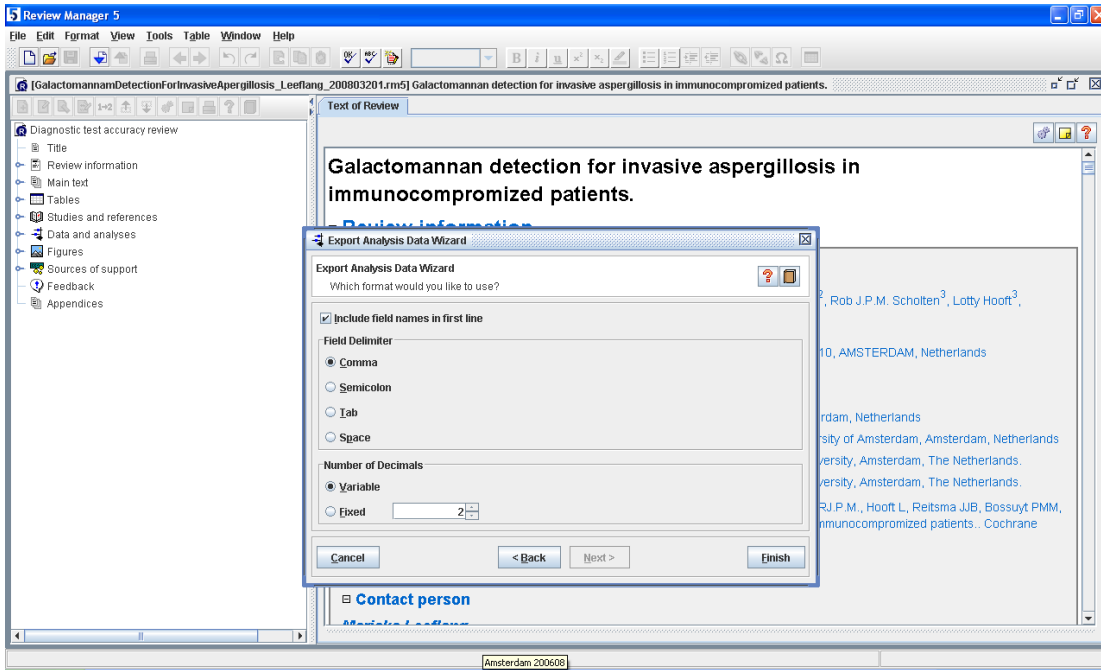 Review Manager 5
File Edit Format View Tools Table Window Help
[GalactomannamDetectionForInvasiveApergillosis_Leeflang_200803201.rm5] Galactomannan detection for invasive aspergillosis in immunocompromized patients.
Text of Review
Diagnostic test accuracy review
Title
Review information
Main text
Tables
Studies and references
Data and analyses
Figures
Sources of support
Feedback
Appendices
Galactomannan detection for invasive aspergillosis in
immunocompromized patients.
Review information
Export Analysis Data Wizard
Export Analysis Data Wizard
Which format would you like to use?
Include field names in first line
Field Delimiter
Comma
Semicolon
Tab
Space
Number of Decimals
Variable
Fixed 2
Cancel < Back Next > Finish
2, Rob J.P.M. Scholten3, Lotty Hooft3,
10, AMSTERDAM, Netherlands
rdam, Netherlands
rsity of Amsterdam, Amsterdam, Netherlands
versity, Amsterdam, The Netherlands.
versity, Amsterdam, The Netherlands.
RJ.P.M., Hooft L, Reitsma JJB, Bossuyt PMM,
mmunocompromized patients.. Cochrane
Contact person
Amsterdam 200608